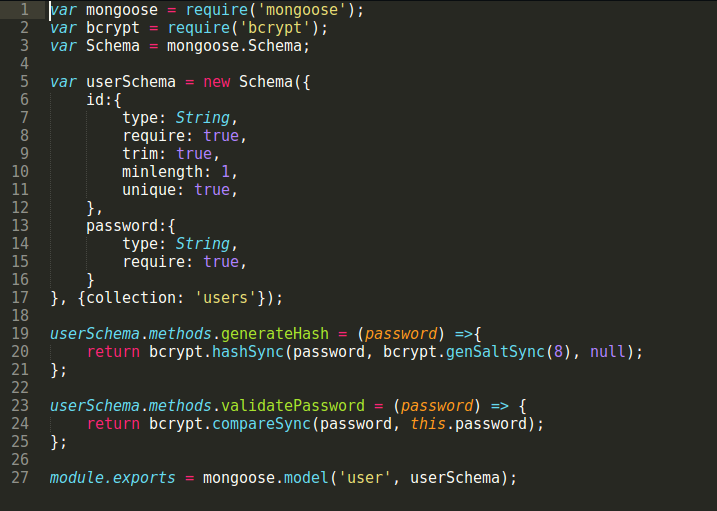 1 var mongoose = require('mongoose');
2 var bcrypt = require('bcrypt');
3 var Schema = mongoose.Schema;
4
5 var userSchema = new Schema({
6     id:{
7         type: String,
8         require: true,
9         trim: true,
10         minlength: 1,
11         unique: true,
12     },
13     password:{
14         type: String,
15         require: true,
16     }
17 }, {collection: 'users'});
18
19 userSchema.methods.generateHash = (password) =>{
20     return bcrypt.hashSync(password, bcrypt.genSaltSync(8), null);
21 };
22
23 userSchema.methods.validatePassword = (password) => {
24     return bcrypt.compareSync(password, this.password);
25 };
26
27 module.exports = mongoose.model('user', userSchema);